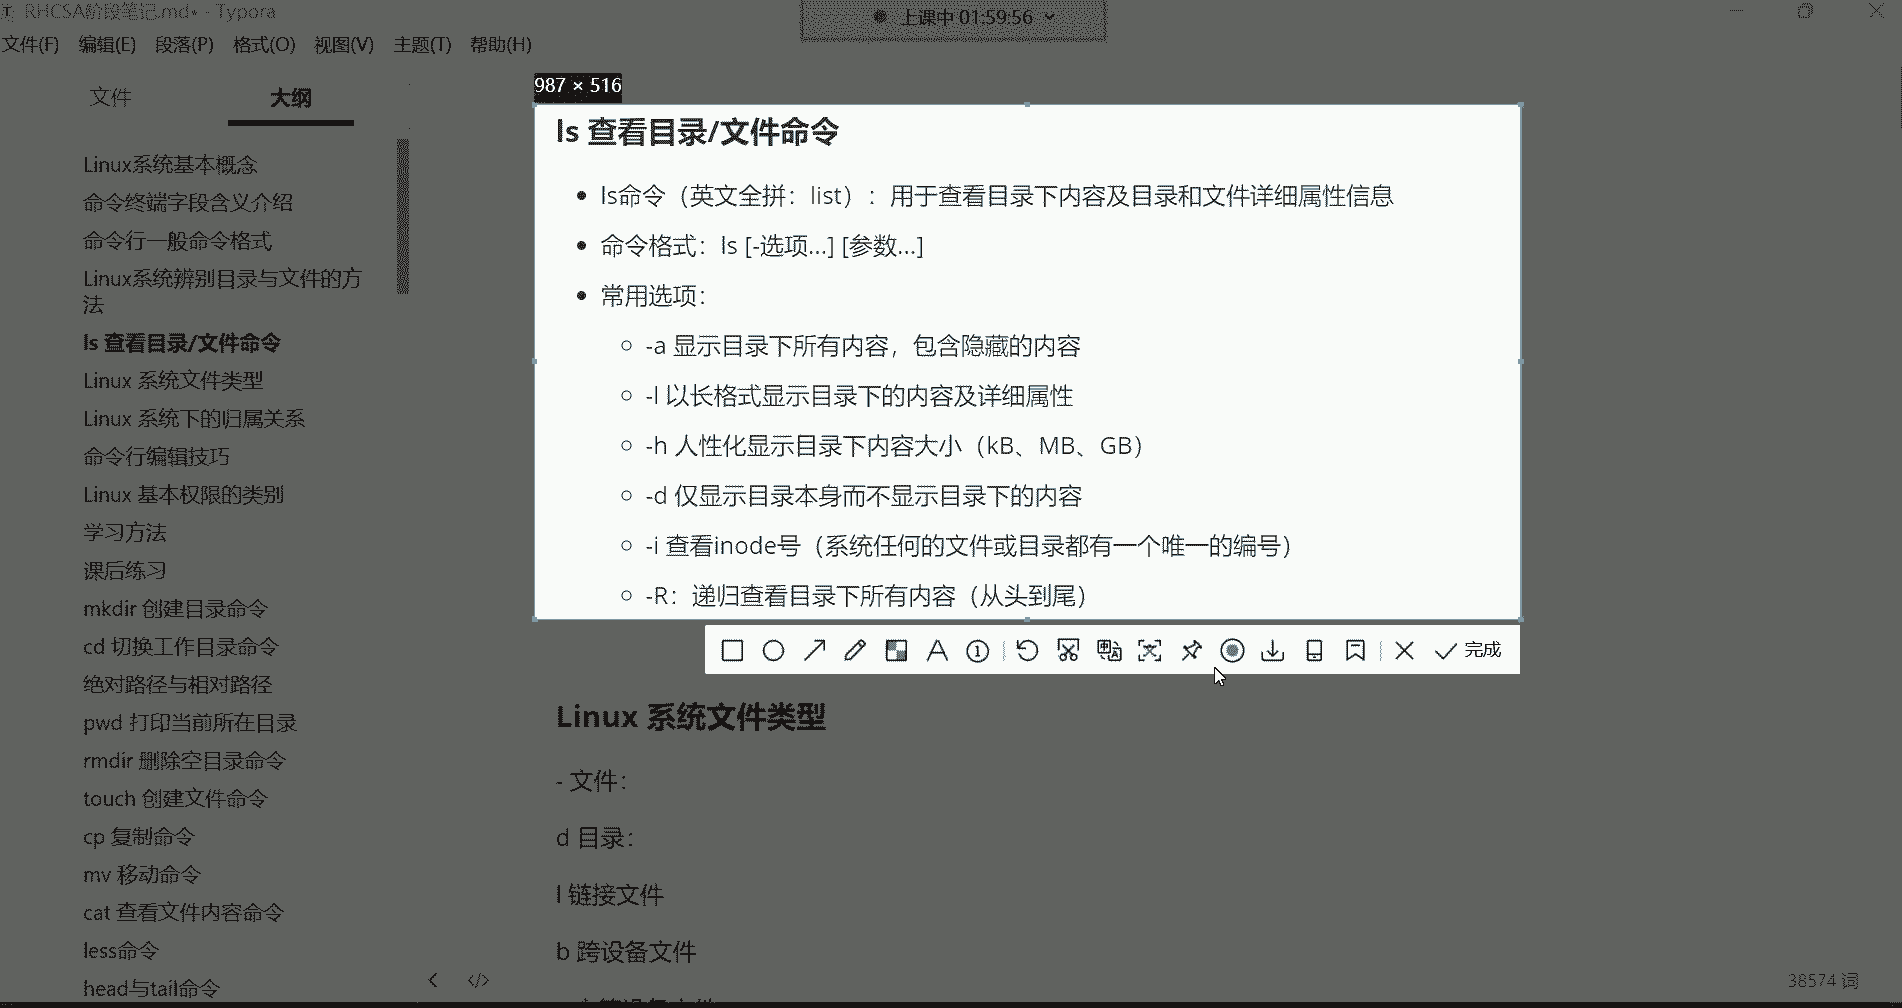 RHCSA阶段笔记.md• - Typora
上课中 01:59:56
文件(F) 编辑(E) 段落(P) 格式(O) 视图(V) 主题(T) 帮助(H)
文件 大纲
Linux系统基本概念
命令终端字段含义介绍
命令行一般命令格式
Linux系统辨别目录与文件的方
法
ls 查看目录/文件命令
Linux 系统文件类型
Linux 系统下的归属关系
命令行编辑技巧
Linux 基本权限的类别
学习方法
课后练习
mkdir 创建目录命令
cd 切换工作目录命令
绝对路径与相对路径
pwd 打印当前所在目录
rmdir 删除空目录命令
touch 创建文件命令
cp 复制命令
mv 移动命令
cat 查看文件内容命令
less命令
head与tail命令
987 × 516
ls 查看目录/文件命令
ls命令（英文全拼：list）：用于查看目录下内容及目录和文件详细属性信息
命令格式：ls [-选项...] [参数...]
常用选项：
-a 显示目录下所有内容，包含隐藏的内容
-l 以长格式显示目录下的内容及详细属性
-h 人性化显示目录下内容大小（kB、MB、GB）
-d 仅显示目录本身而不显示目录下的内容
-i 查看inode号（系统任何的文件或目录都有一个唯一的编号）
-R：递归查看目录下所有内容（从头到尾）
完成
Linux 系统文件类型
- 文件：
d 目录：
l 链接文件
b 跨设备文件
38574 词